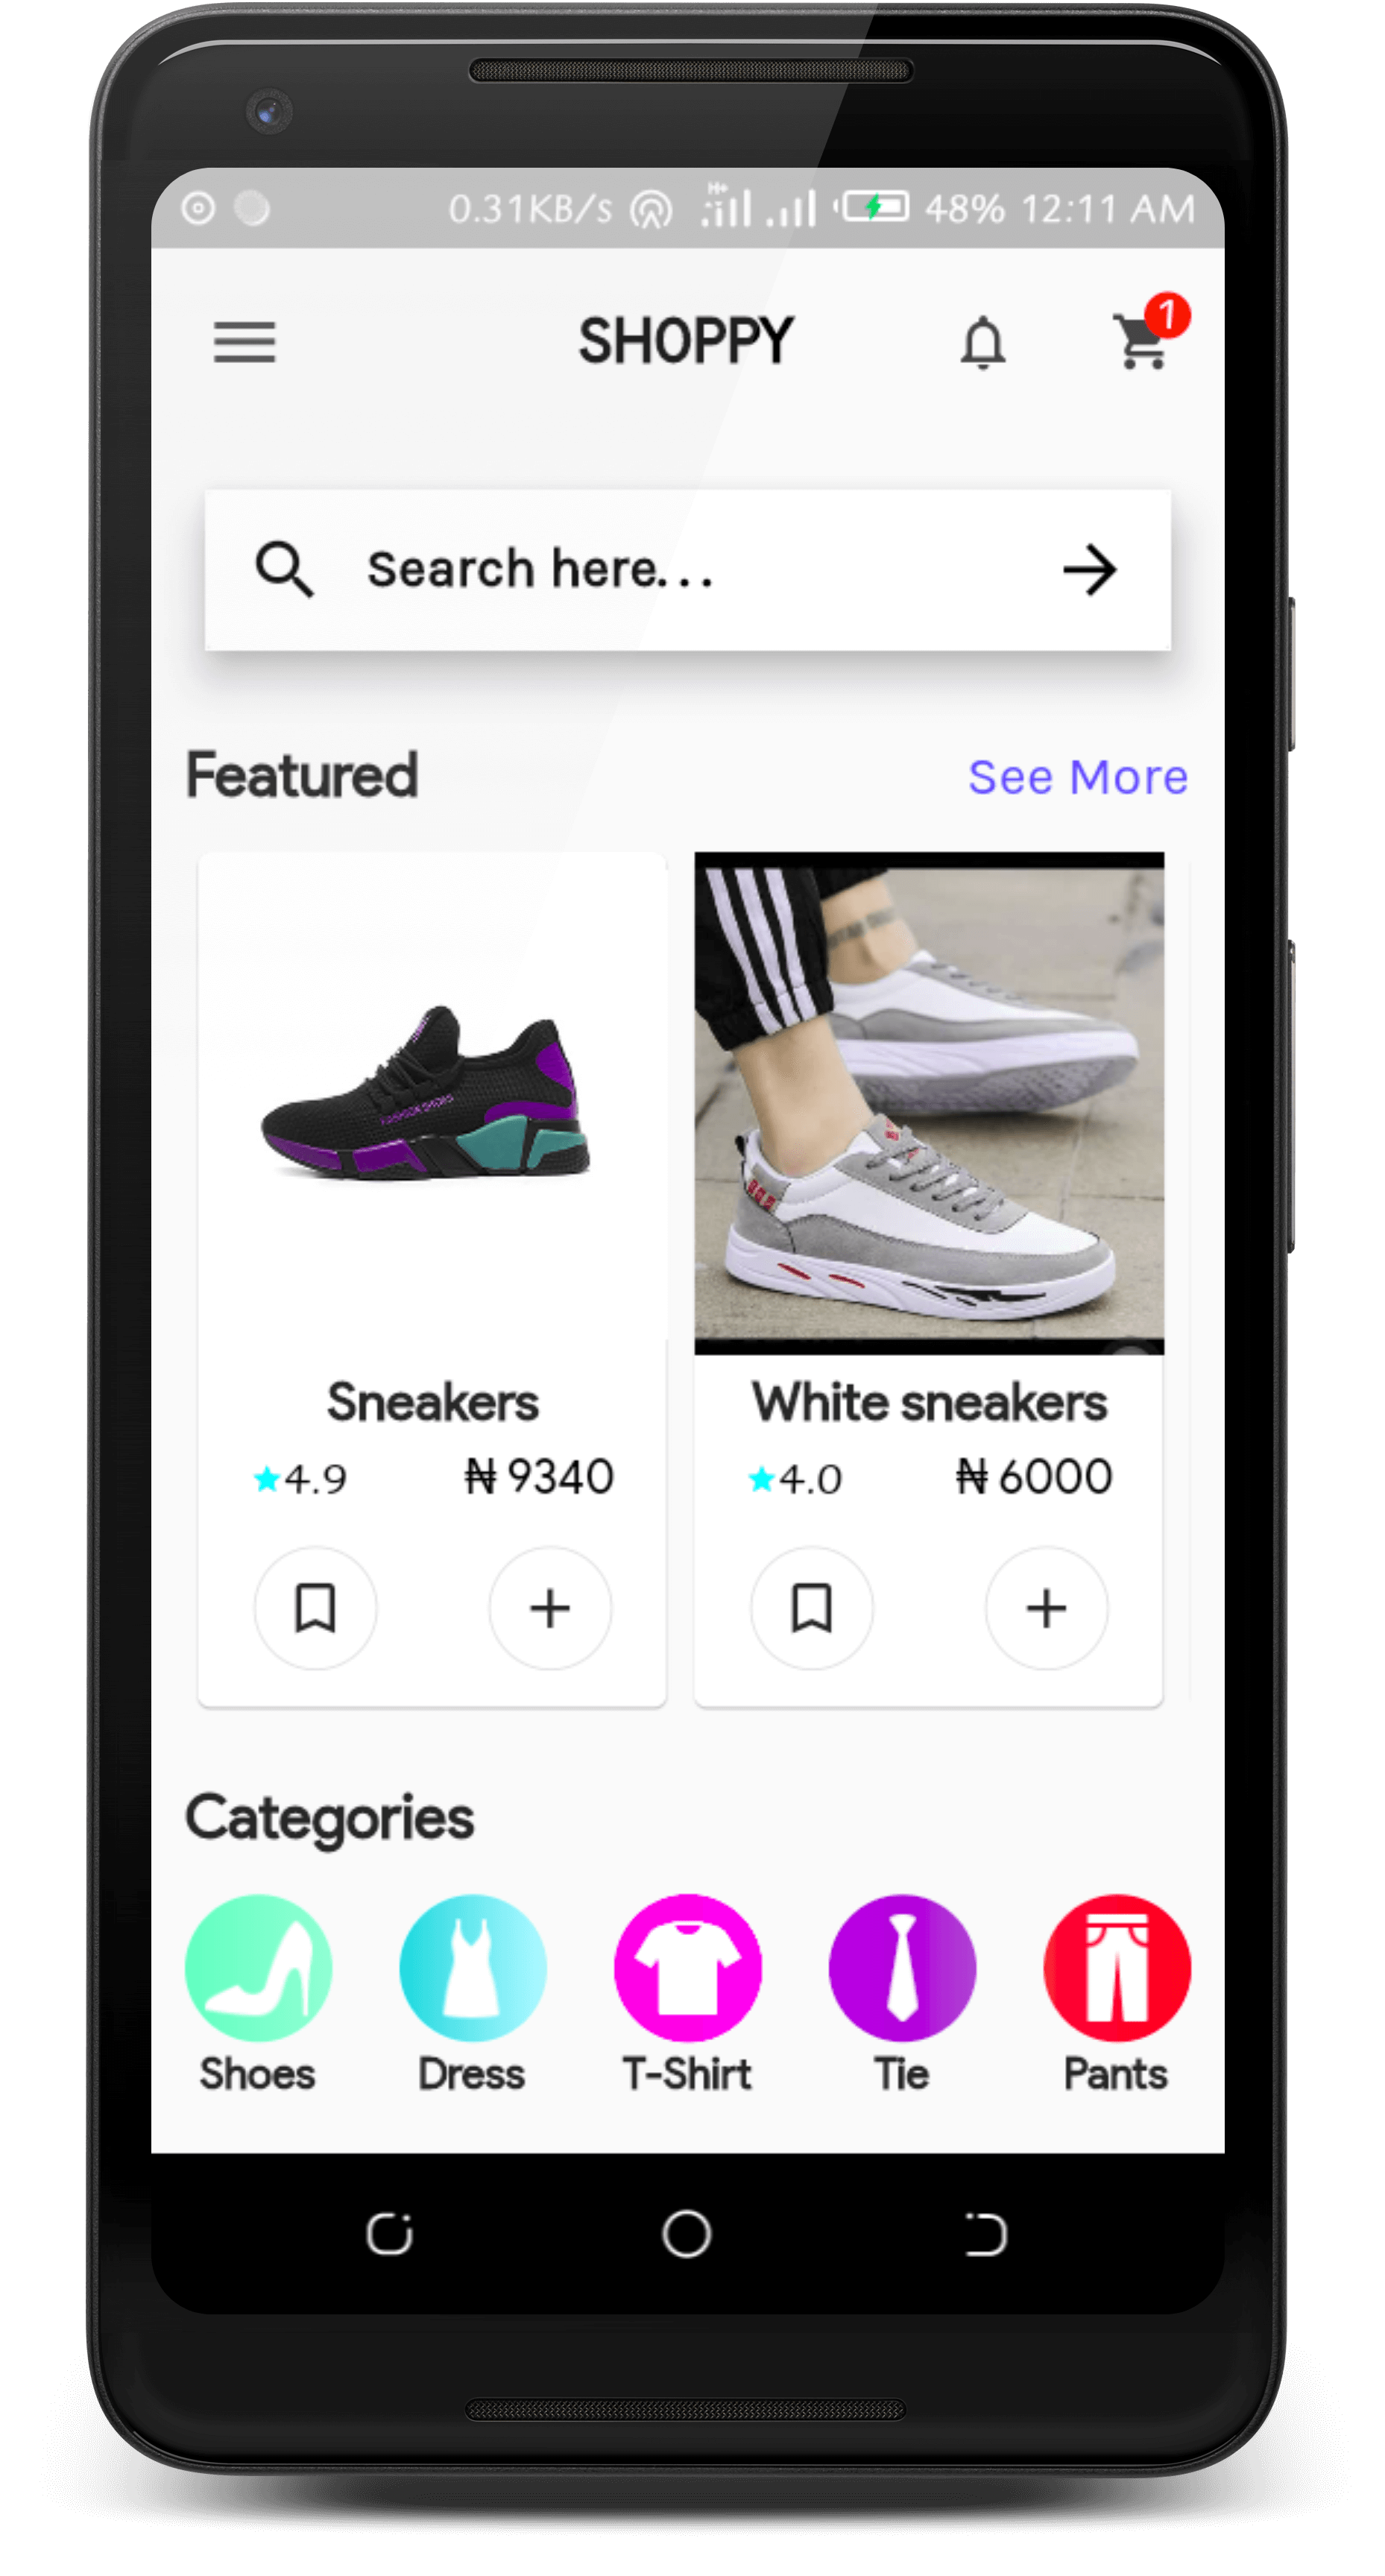 0.31KB/s H+ 48% 12:11 AM
SHOPPY 1
Search here...
Featured See More
Sneakers White sneakers
4.9 ₦ 9340 4.0 ₦ 6000
Categories
Shoes Dress T-Shirt Tie Pants